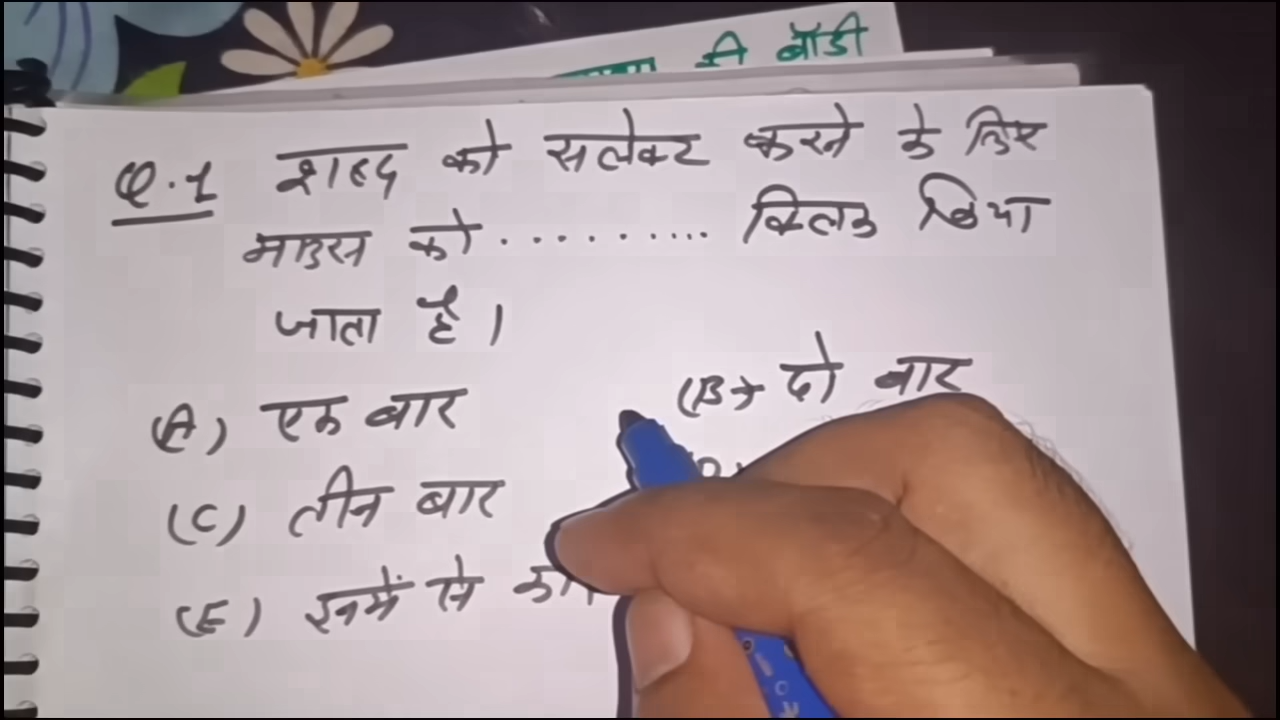 की बॉडी
Q.1 शब्द को सलेक्ट करने के लिए
माउस को .......... क्लिक किया
जाता है।
(A) एक बार (B) दो बार
(C) तीन बार (D)
(E) इनमें से